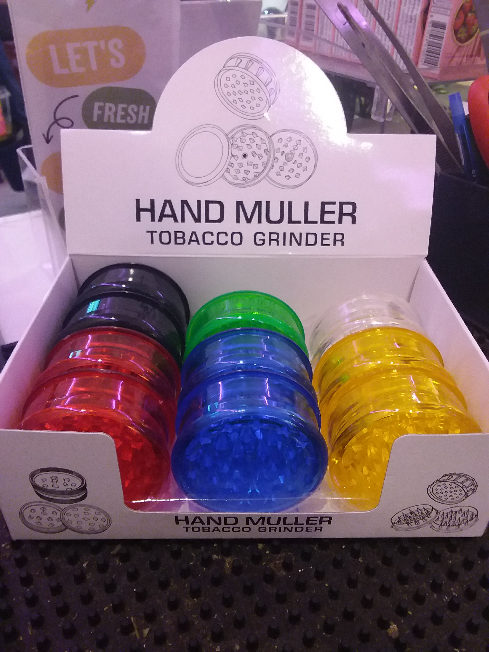 LET'S
FRESH
HAND MULLER
TOBACCO GRINDER
HAND MULLER
TOBACCO GRINDER